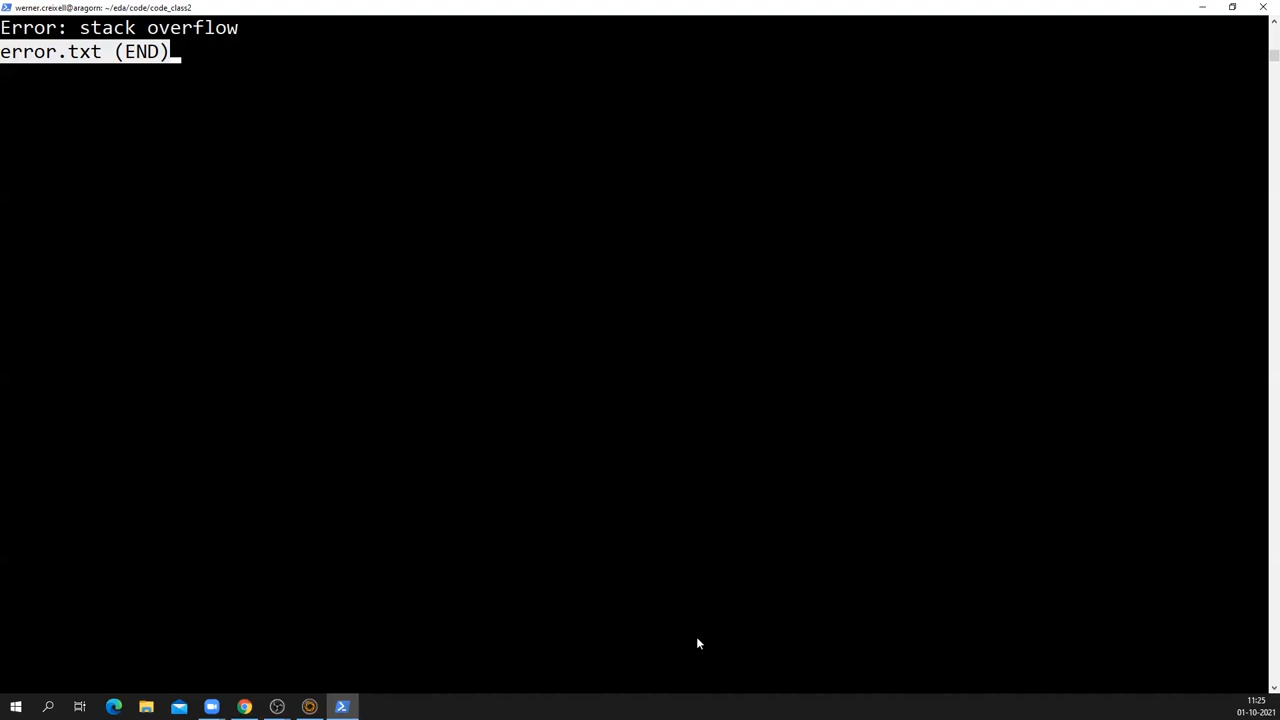 werner.creixell@aragorn: ~/eda/code/code_class2
Error: stack overflow
error.txt (END)
11:25
01-10-2021